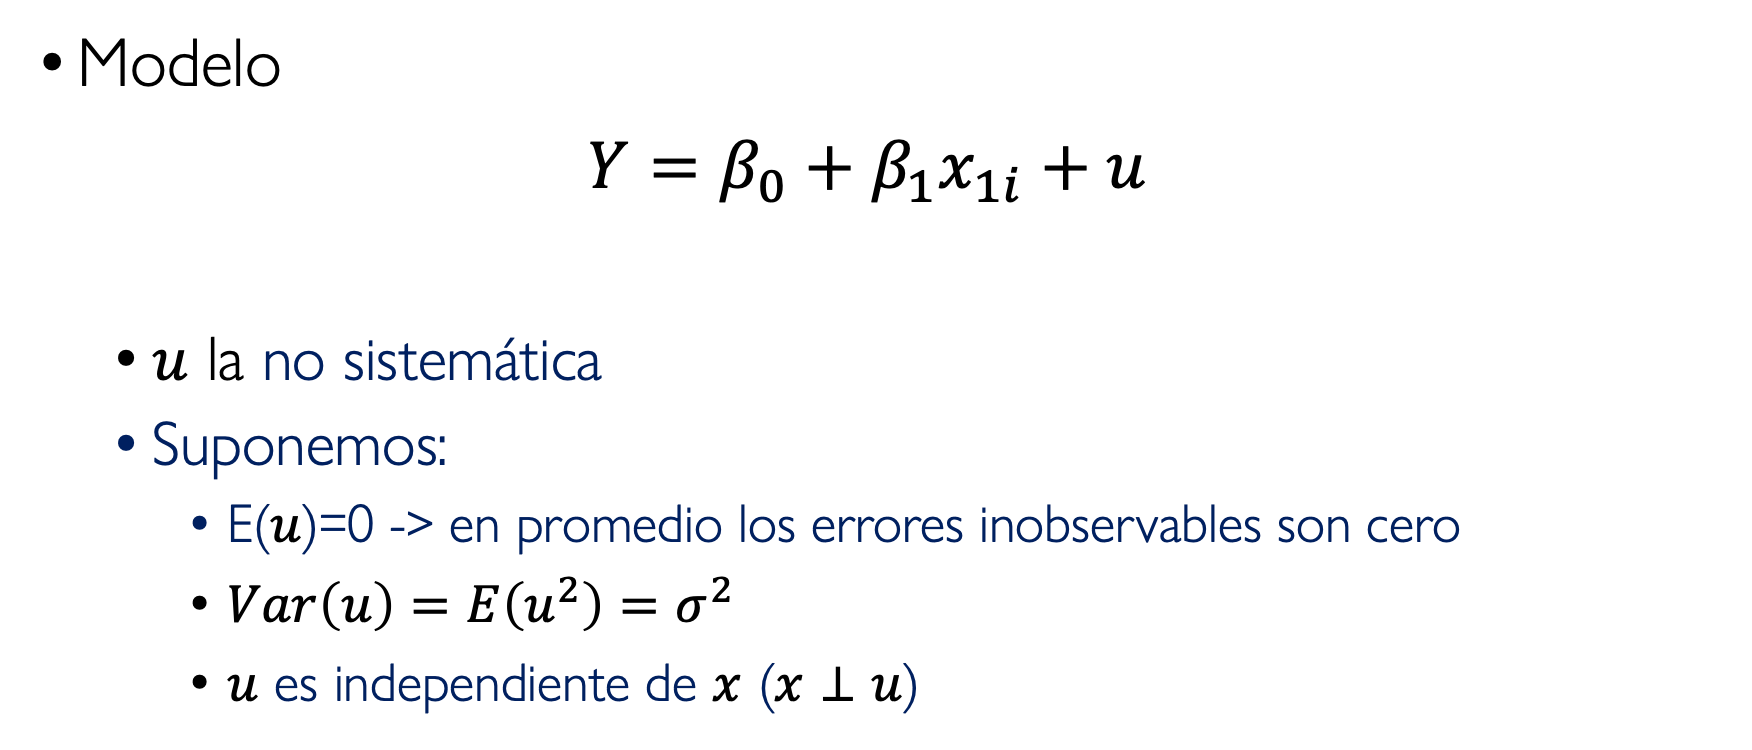 • Modelo
Y = β₀ + β₁x₁ᵢ + u
• u la no sistemática
• Suponemos:
• E(u)=0 -> en promedio los errores inobservables son cero
• Var(u) = E(u²) = σ²
• u es independiente de x (x ⊥ u)